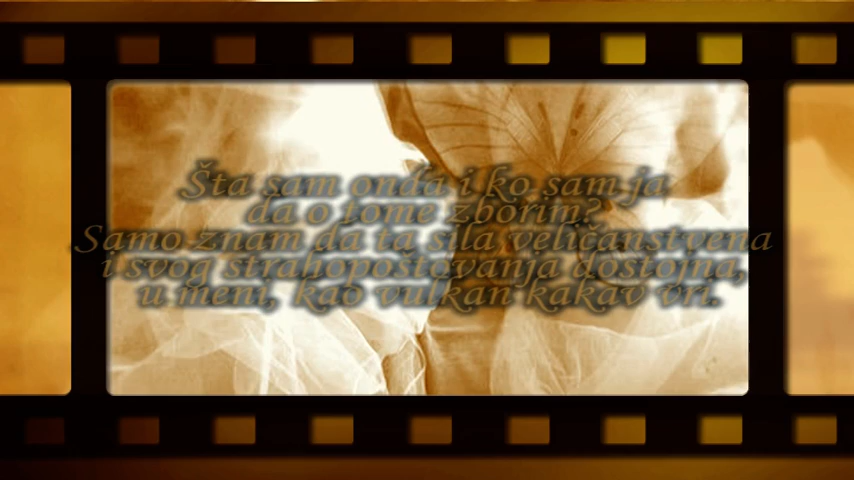 Šta sam onda i ko sam ja
da o tome zborim?
Samo znam da ta sila veličanstvena
i svog strahopoštovanja dostojna,
u meni, kao vulkan kakav vri.